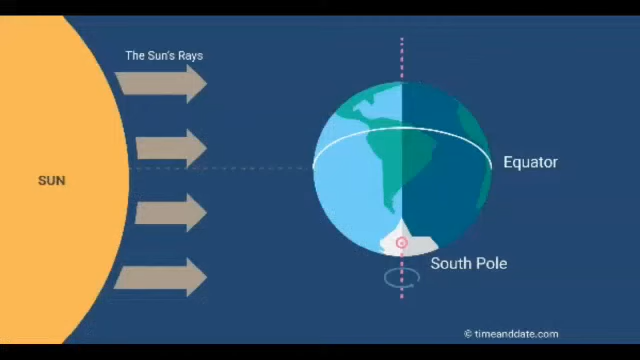 The Sun's Rays
SUN
Equator
South Pole
© timeanddate.com